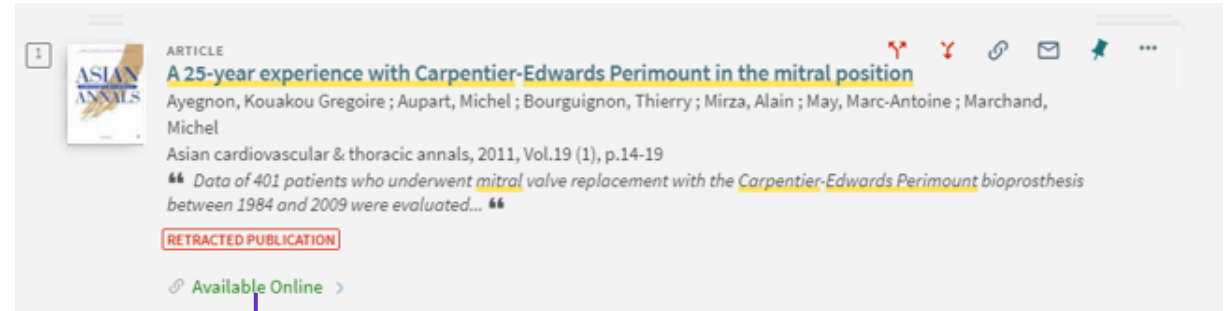 1
ARTICLE
A 25-year experience with Carpentier-Edwards Perimount in the mitral position
ASIAN
ANNALS
Ayegnon, Kouakou Gregoire ; Aupart, Michel ; Bourguignon, Thierry ; Mirza, Alain ; May, Marc-Antoine ; Marchand,
Michel
Asian cardiovascular & thoracic annals, 2011, Vol.19 (1), p.14-19
❝ Data of 401 patients who underwent mitral valve replacement with the Carpentier-Edwards Perimount bioprosthesis
between 1984 and 2009 were evaluated... ❝
RETRACTED PUBLICATION
Available Online >